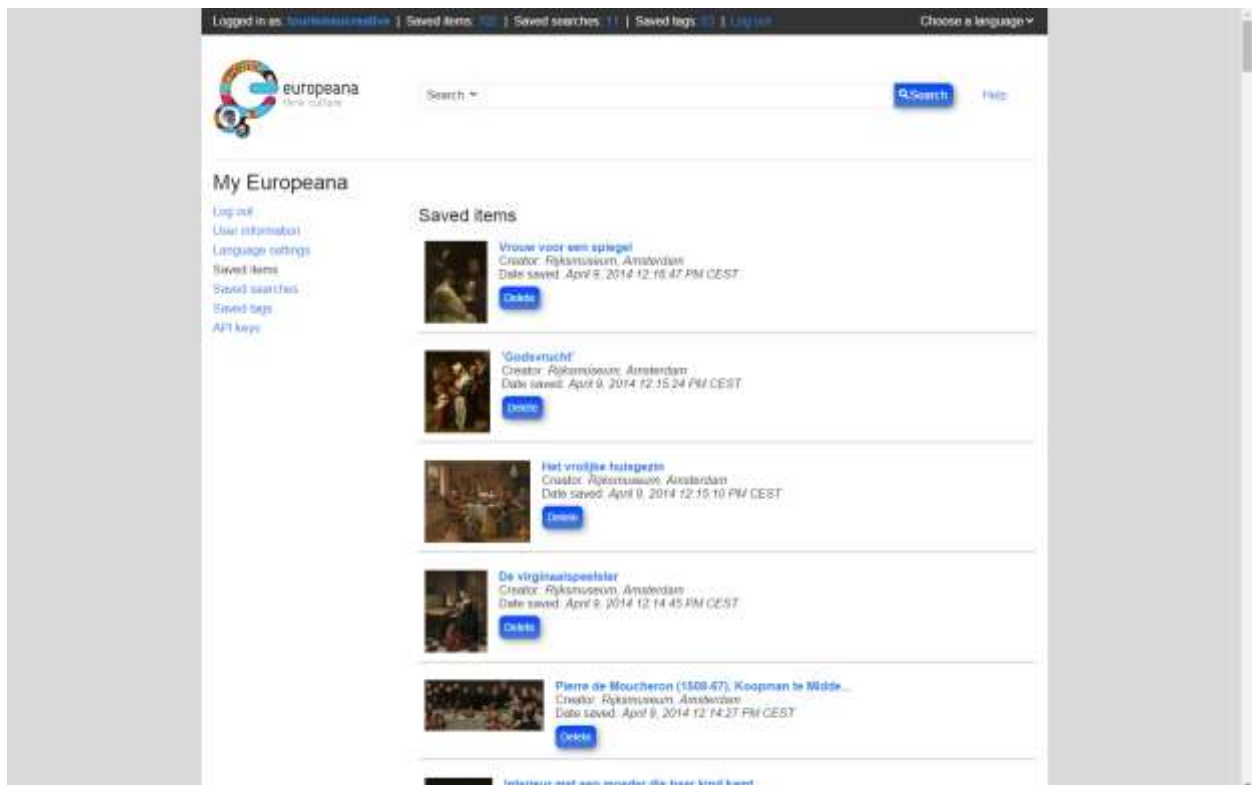 Logged in as: | Saved items: | Saved searches: 11 | Saved tags: | Log out
Choose a language
europeana
think culture
Search
Search
Help
My Europeana
Log out
User information
Language settings
Saved items
Saved searches
Saved tags
API keys
Saved items
Vrouw voor een spiegel
Creator: Rijksmuseum, Amsterdam
Date saved: April 9, 2014 12:16:47 PM CEST
Delete
'Godsvrucht'
Creator: Rijksmuseum, Amsterdam
Date saved: April 9, 2014 12:15:24 PM CEST
Delete
Het vrolijke huisgezin
Creator: Rijksmuseum, Amsterdam
Date saved: April 9, 2014 12:15:10 PM CEST
Delete
De virginaalspeelster
Creator: Rijksmuseum, Amsterdam
Date saved: April 9, 2014 12:14:45 PM CEST
Delete
Pierre de Moucheron (1508-67), Koopman te Midde...
Creator: Rijksmuseum, Amsterdam
Date saved: April 9, 2014 12:14:27 PM CEST
Delete
Interieur met een moeder die haar kind kamt